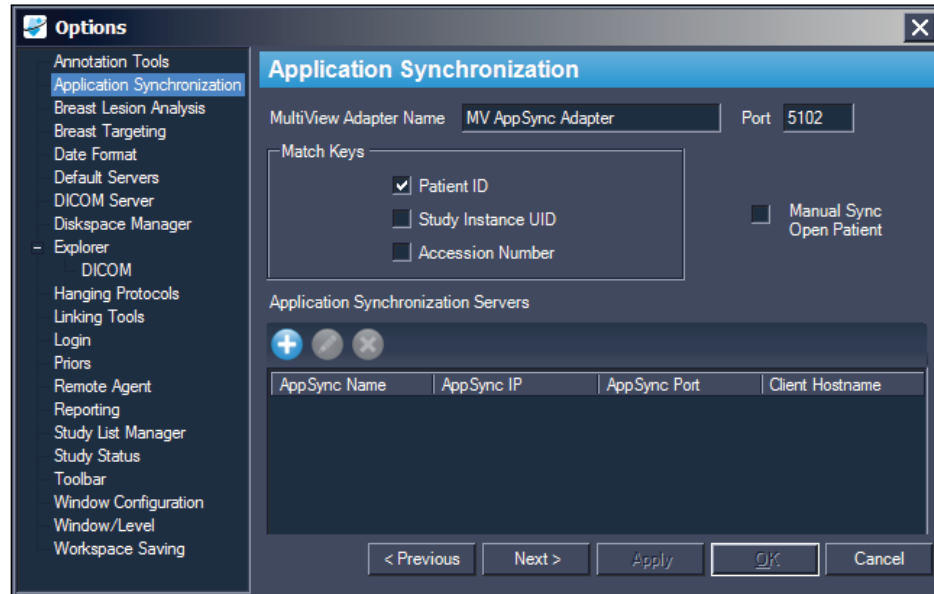 Options
Annotation Tools
Application Synchronization
Breast Lesion Analysis
Breast Targeting
Date Format
Default Servers
DICOM Server
Diskspace Manager
Explorer
DICOM
Hanging Protocols
Linking Tools
Login
Priors
Remote Agent
Reporting
Study List Manager
Study Status
Toolbar
Window Configuration
Window/Level
Workspace Saving
Application Synchronization
MultiView Adapter Name MV AppSync Adapter Port 5102
Match Keys
Patient ID
Study Instance UID
Accession Number
Manual Sync
Open Patient
Application Synchronization Servers
AppSync Name AppSync IP AppSync Port Client Hostname
< Previous Next > Apply OK Cancel